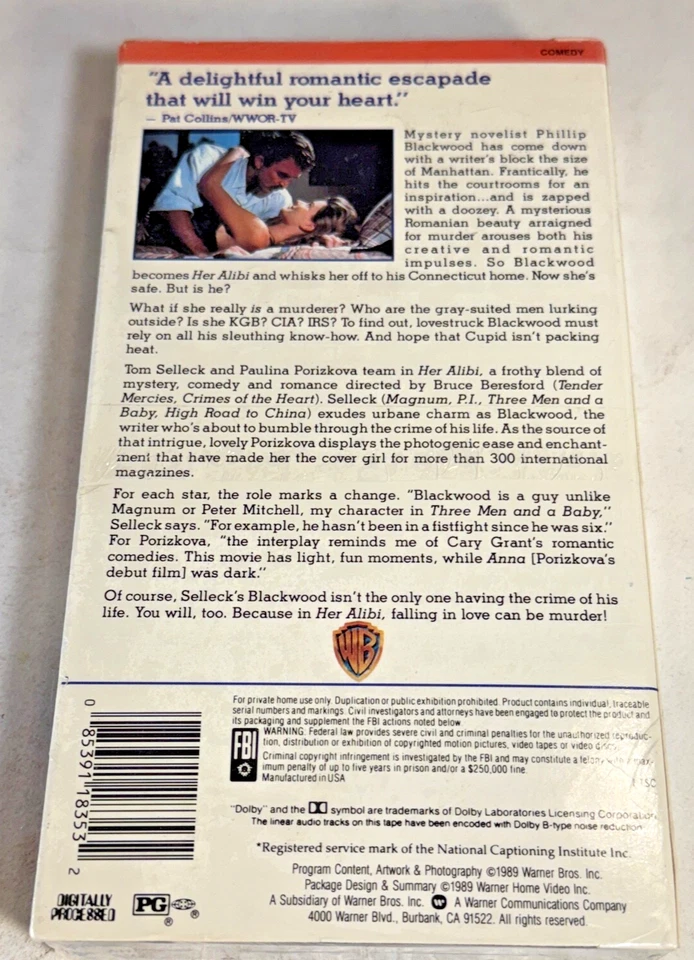 COMEDY
"A delightful romantic escapade
that will win your heart."
— Pat Collins/WWOR-TV
Mystery novelist Phillip
Blackwood has come down
with a writer's block the size
of Manhattan. Frantically, he
hits the courtrooms for an
inspiration...and is zapped
with a doozey. A mysterious
Romanian beauty arraigned
for murder arouses both his
creative and romantic
impulses. So Blackwood
becomes Her Alibi and whisks her off to his Connecticut home. Now she's
safe. But is he?
What if she really is a murderer? Who are the gray-suited men lurking
outside? Is she KGB? CIA? IRS? To find out, lovestruck Blackwood must
rely on all his sleuthing know-how. And hope that Cupid isn't packing
heat.
Tom Selleck and Paulina Porizkova team in Her Alibi, a frothy blend of
mystery, comedy and romance directed by Bruce Beresford (Tender
Mercies, Crimes of the Heart). Selleck (Magnum, P.I., Three Men and a
Baby, High Road to China) exudes urbane charm as Blackwood, the
writer who's about to bumble through the crime of his life. As the source of
that intrigue, lovely Porizkova displays the photogenic ease and enchant-
ment that have made her the cover girl for more than 300 international
magazines.
For each star, the role marks a change. "Blackwood is a guy unlike
Magnum or Peter Mitchell, my character in Three Men and a Baby,"
Selleck says. "For example, he hasn't been in a fistfight since he was six."
For Porizkova, "the interplay reminds me of Cary Grant's romantic
comedies. This movie has light, fun moments, while Anna [Porizkova's
debut film] was dark."
Of course, Selleck's Blackwood isn't the only one having the crime of his
life. You will, too. Because in Her Alibi, falling in love can be murder!
WB
For private home use only. Duplication or public exhibition prohibited. Product contains individual, traceable
serial numbers and markings. Civil investigators and attorneys have been engaged to protect the product and
its packaging and supplement the FBI actions noted below.
FBI
WARNING. Federal law provides severe civil and criminal penalties for the unauthorized reproduc-
tion, distribution or exhibition of copyrighted motion pictures, video tapes or video discs.
Criminal copyright infringement is investigated by the FBI and may constitute a felony with a max-
imum penalty of up to five years in prison and/or a $250,000 fine.
Manufactured in USA
"Dolby" and the symbol are trademarks of Dolby Laboratories Licensing Corporation
The linear audio tracks on this tape have been encoded with Dolby B-type noise reduction
*Registered service mark of the National Captioning Institute Inc.
Program Content, Artwork & Photography ©1989 Warner Bros. Inc.
Package Design & Summary ©1989 Warner Home Video Inc.
A Subsidiary of Warner Bros. Inc. A Warner Communications Company
4000 Warner Blvd., Burbank, CA 91522. All rights reserved.
0 85391 18353 2
DIGITALLY
PROCESSED
PG ®
®